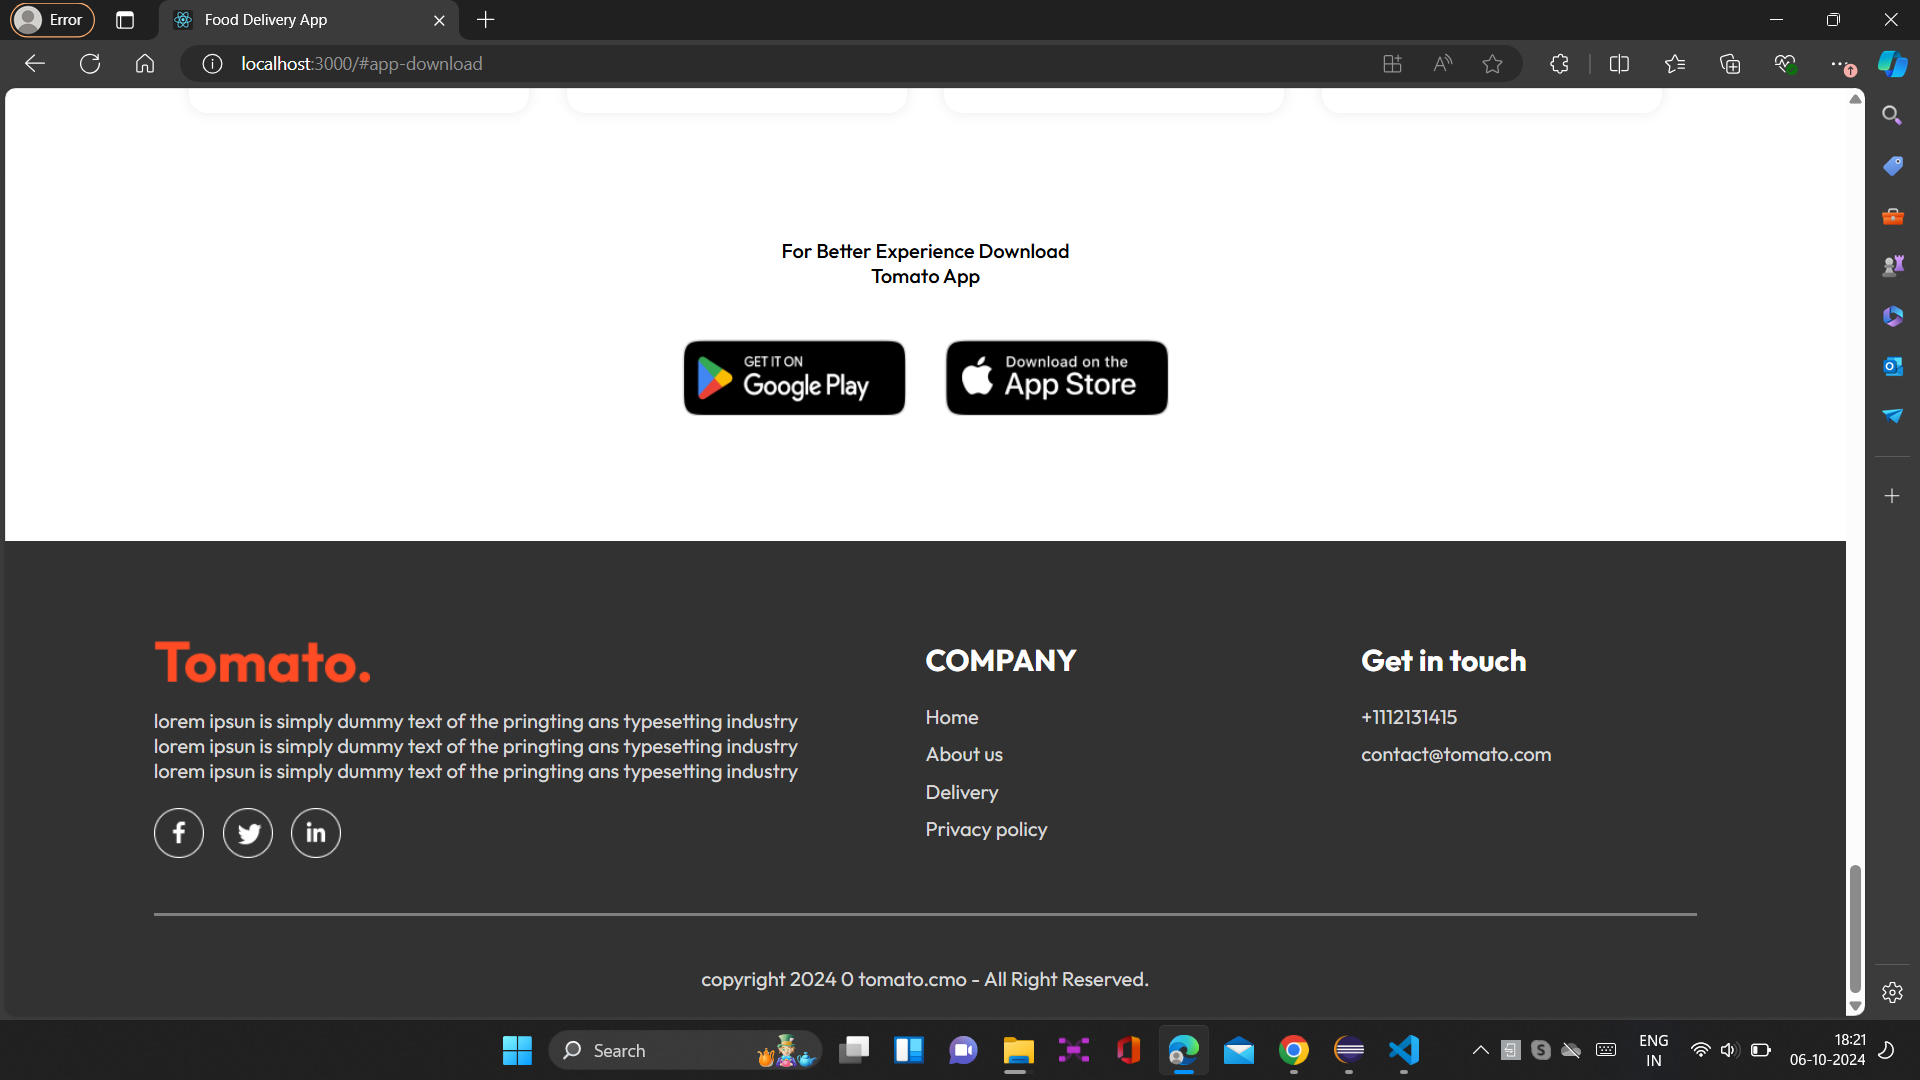 Error
Food Delivery App
localhost:3000/#app-download
For Better Experience Download
Tomato App
GET IT ON
Google Play
Download on the
App Store
Tomato.
lorem ipsun is simply dummy text of the pringting ans typesetting industry
lorem ipsun is simply dummy text of the pringting ans typesetting industry
lorem ipsun is simply dummy text of the pringting ans typesetting industry
COMPANY
Home
About us
Delivery
Privacy policy
Get in touch
+1112131415
contact@tomato.com
copyright 2024 0 tomato.cmo - All Right Reserved.
Search
ENG
IN
18:21
06-10-2024